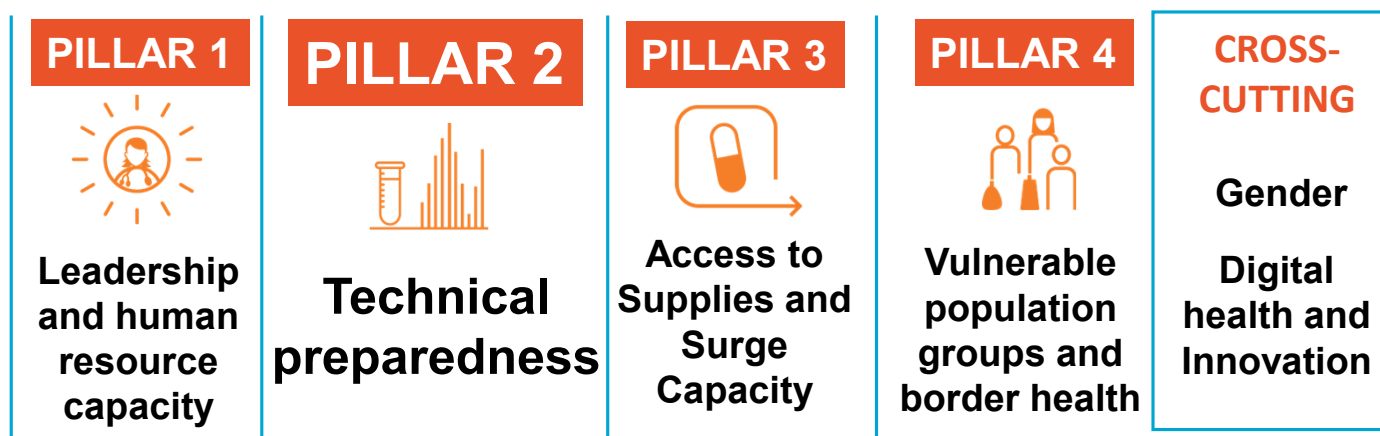 PILLAR 1
Leadership
and human
resource
capacity
PILLAR 2
Technical
preparedness
PILLAR 3
Access to
Supplies and
Surge
Capacity
PILLAR 4
Vulnerable
population
groups and
border health
CROSS-
CUTTING
Gender
Digital
health and
Innovation